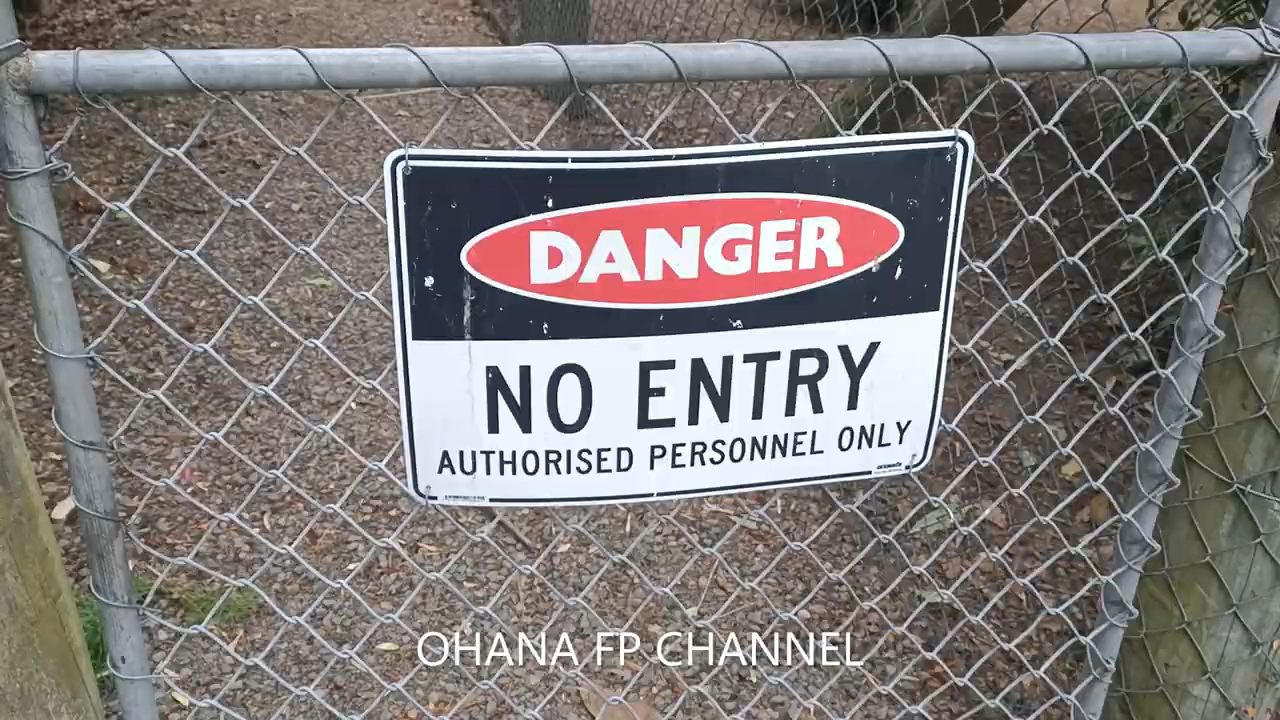 DANGER
NO ENTRY
AUTHORISED PERSONNEL ONLY
OHANA FP CHANNEL